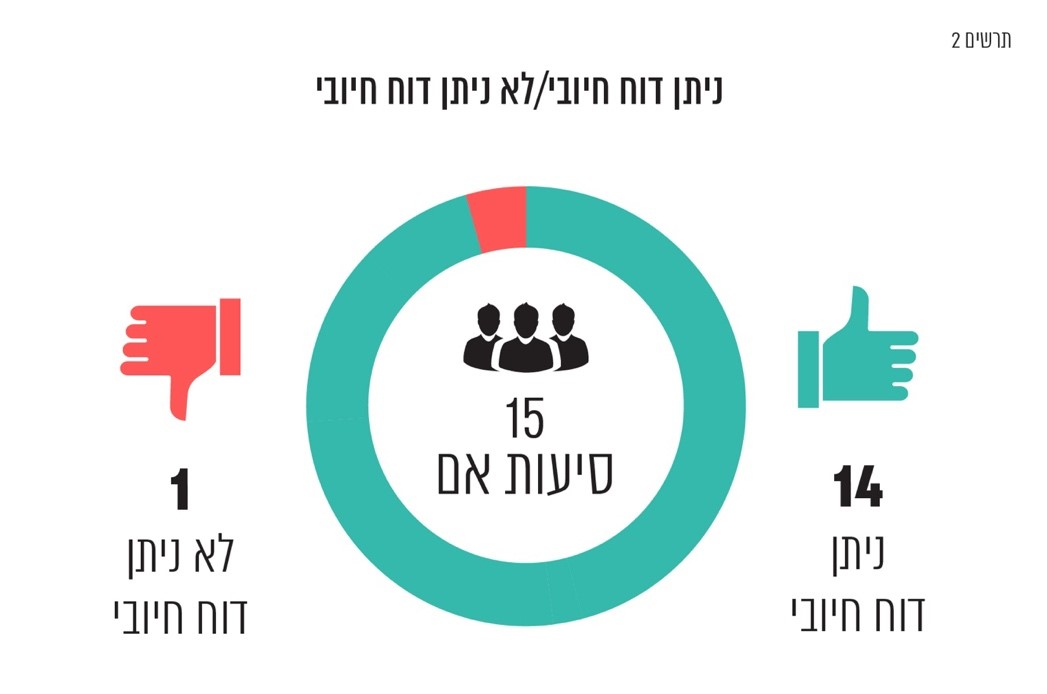 תרשים 2
ניתן דוח חיובי/לא ניתן דוח חיובי
15
סיעות אם
14
ניתן
דוח חיובי
1
לא ניתן
דוח חיובי